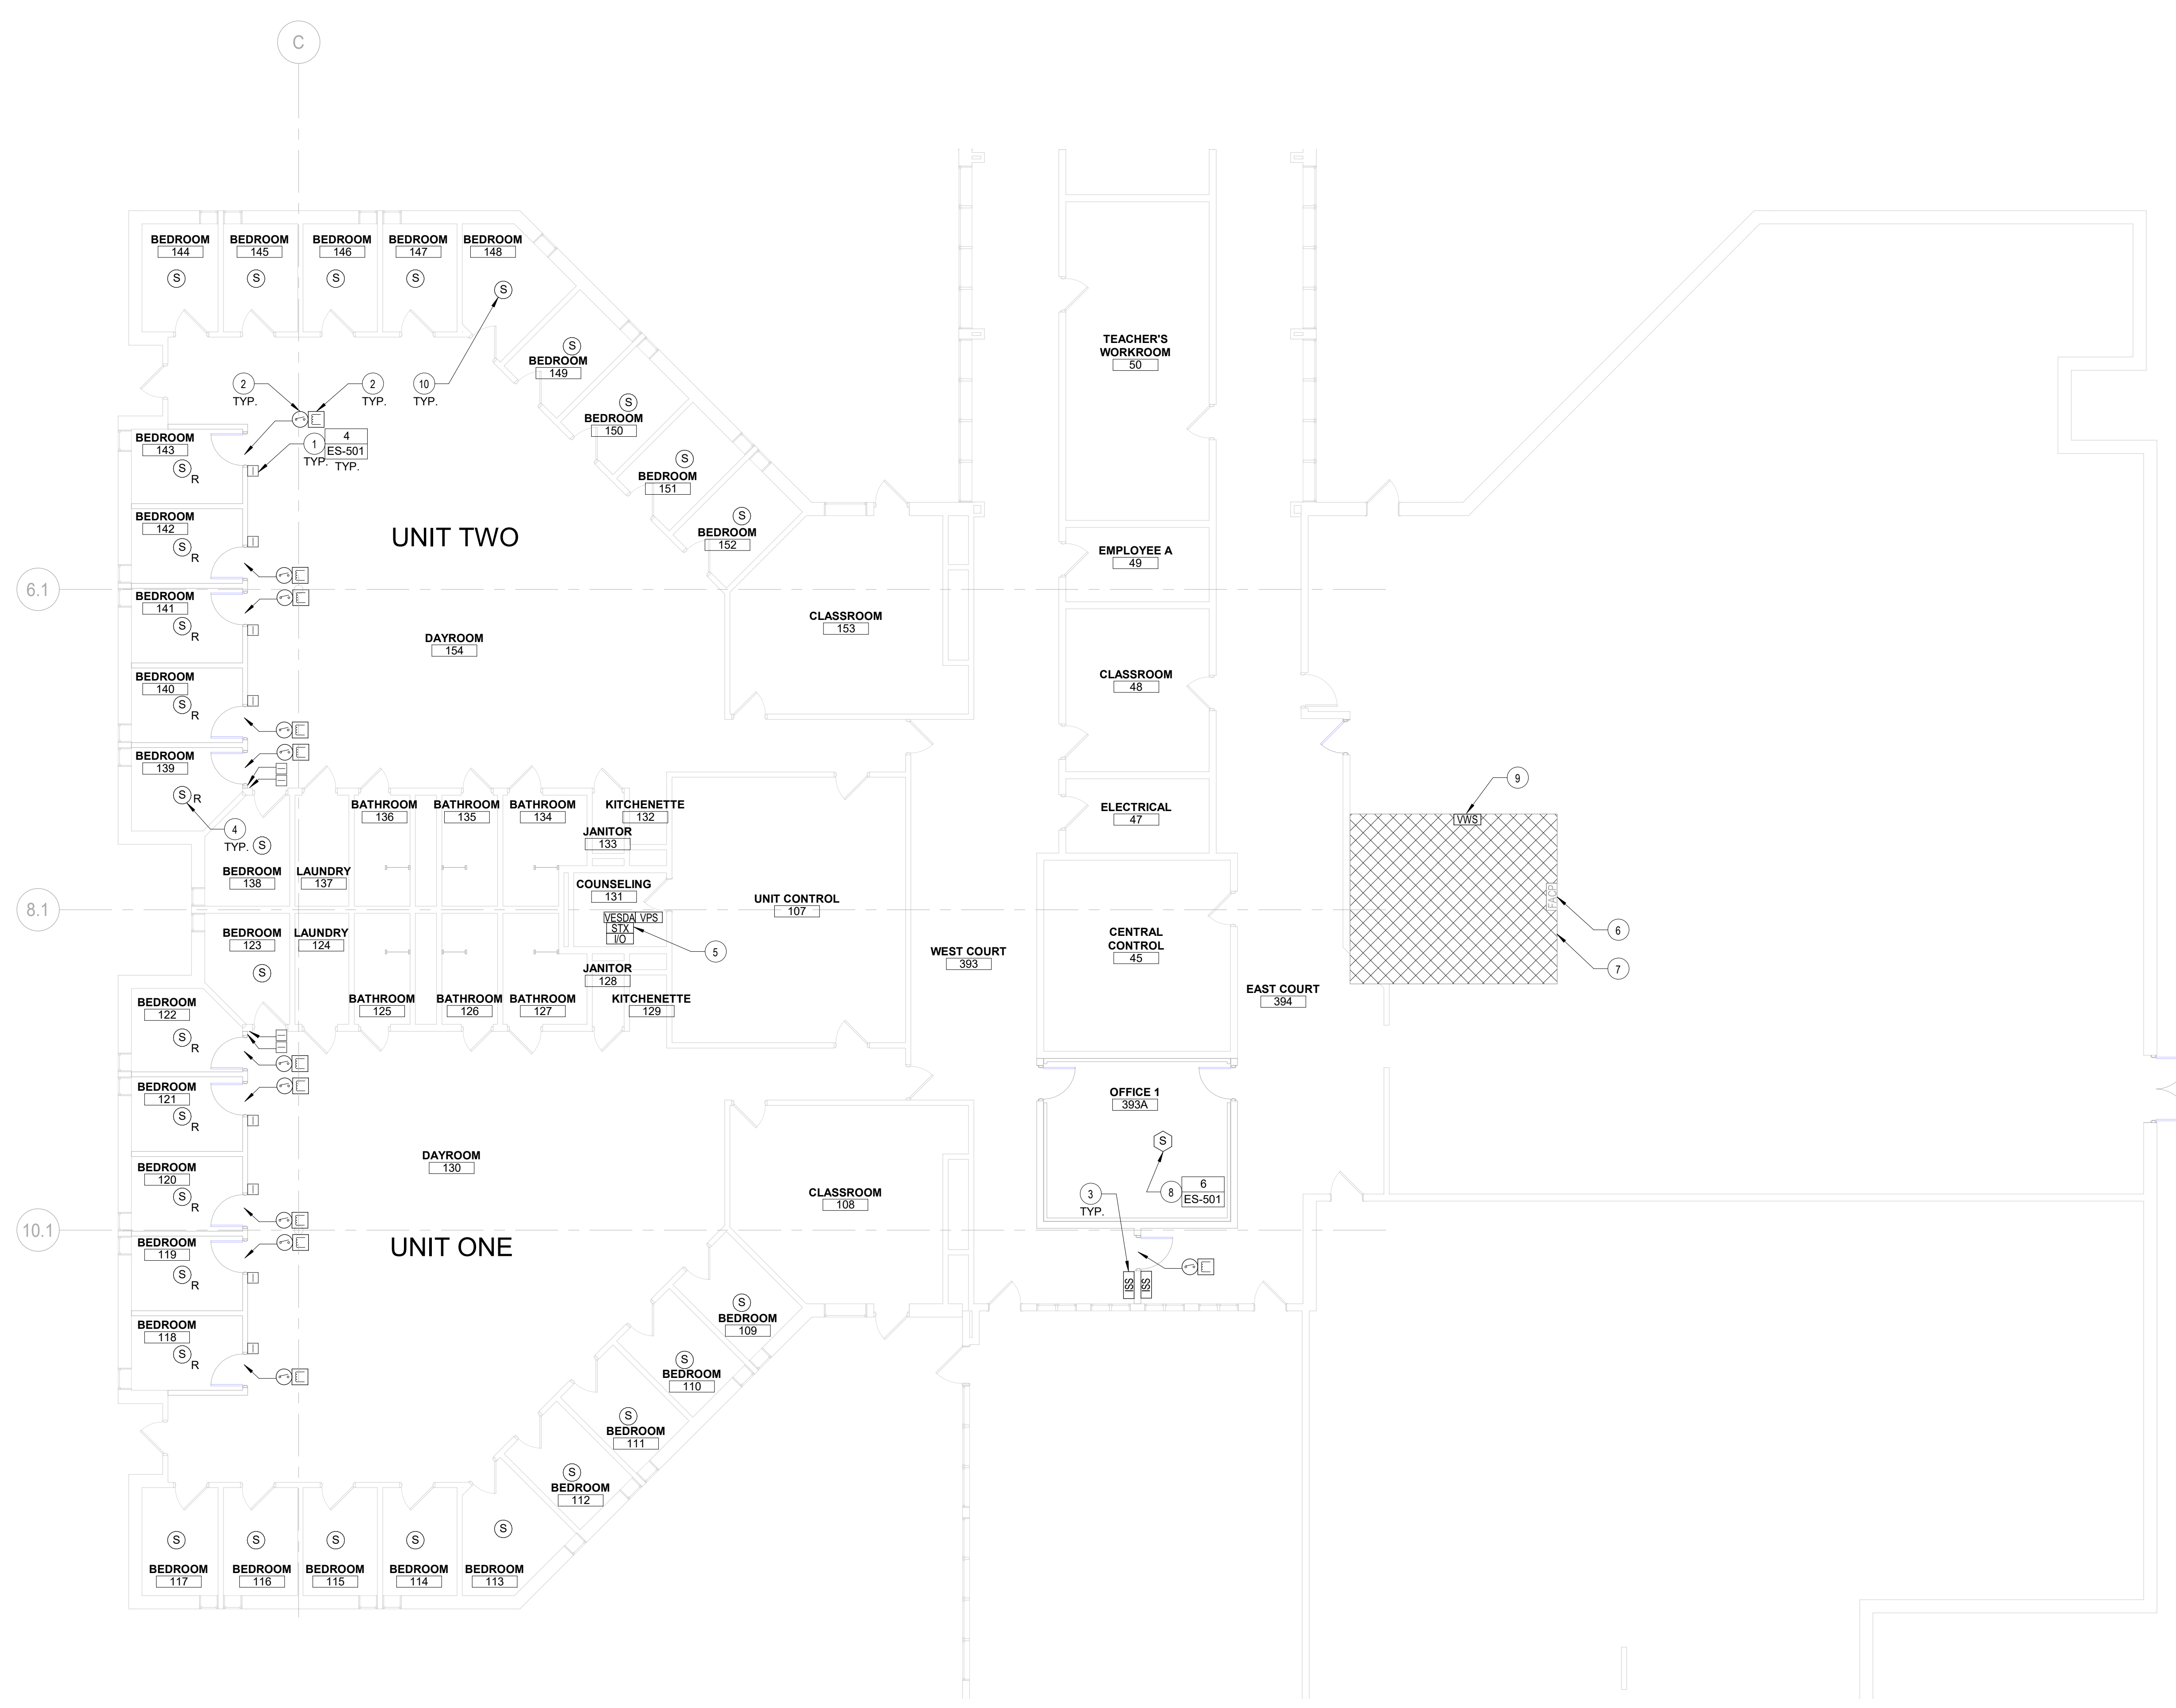 C
BEDROOM
144
S
BEDROOM
145
S
BEDROOM
146
S
BEDROOM
147
S
BEDROOM
148
S
S
BEDROOM
149
S
BEDROOM
150
S
BEDROOM
151
S
BEDROOM
152
2
TYP.
2
TYP.
10
TYP.
1
TYP.
4
ES-501
TYP.
BEDROOM
143
S R
BEDROOM
142
S R
UNIT TWO
6.1
BEDROOM
141
S R
BEDROOM
140
S R
BEDROOM
139
S R
4
TYP.
S
DAYROOM
154
CLASSROOM
153
TEACHER'S
WORKROOM
50
EMPLOYEE A
49
CLASSROOM
48
ELECTRICAL
47
BATHROOM
136
BATHROOM
135
BATHROOM
134
KITCHENETTE
132
JANITOR
133
BEDROOM
138
LAUNDRY
137
COUNSELING
131
UNIT CONTROL
107
8.1
VESDA VPS
STX
I/O
5
BEDROOM
123
S
LAUNDRY
124
JANITOR
128
BATHROOM
125
BATHROOM
126
BATHROOM
127
KITCHENETTE
129
WEST COURT
393
CENTRAL
CONTROL
45
EAST COURT
394
9
VWS
FACP
6
7
BEDROOM
122
S R
BEDROOM
121
S R
BEDROOM
120
S R
10.1
BEDROOM
119
S R
BEDROOM
118
S R
DAYROOM
130
UNIT ONE
CLASSROOM
108
OFFICE 1
393A
S
8
6
ES-501
3
TYP.
ISS
ISS
S
BEDROOM
109
S
BEDROOM
110
S
BEDROOM
111
S
BEDROOM
112
S
BEDROOM
117
S
BEDROOM
116
S
BEDROOM
115
S
BEDROOM
114
S
BEDROOM
113